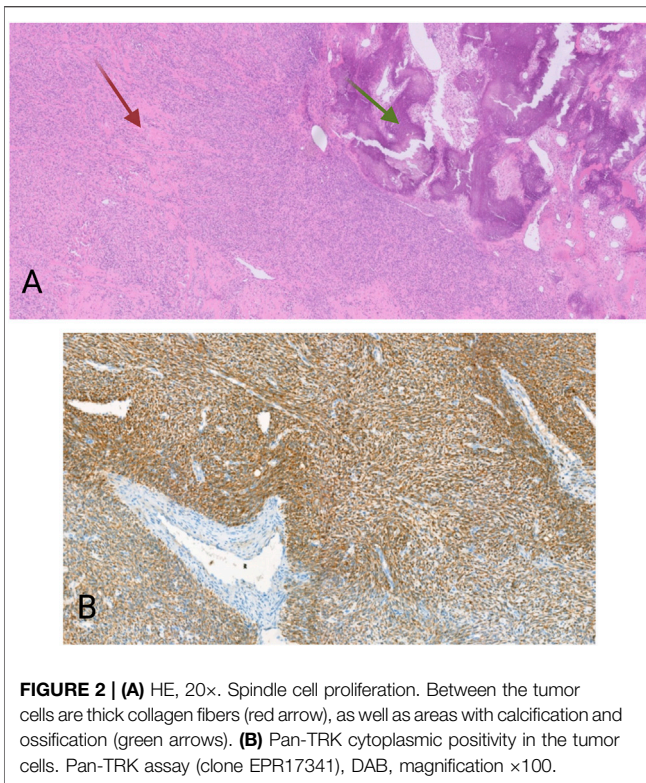 A
B
FIGURE 2 | (A) HE, 20×. Spindle cell proliferation. Between the tumor
cells are thick collagen fibers (red arrow), as well as areas with calcification and
ossification (green arrows). (B) Pan-TRK cytoplasmic positivity in the tumor
cells. Pan-TRK assay (clone EPR17341), DAB, magnification ×100.